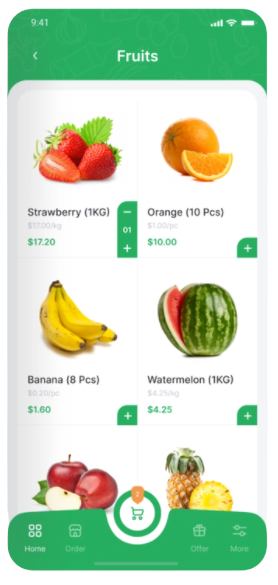 9:41
Fruits
Strawberry (1KG)
$17.00/kg
$17.20
01
Orange (10 Pcs)
$1.00/pc
$10.00
Banana (8 Pcs)
$0.20/pc
$1.60
Watermelon (1KG)
$4.25/kg
$4.25
Home
Order
Offer
More